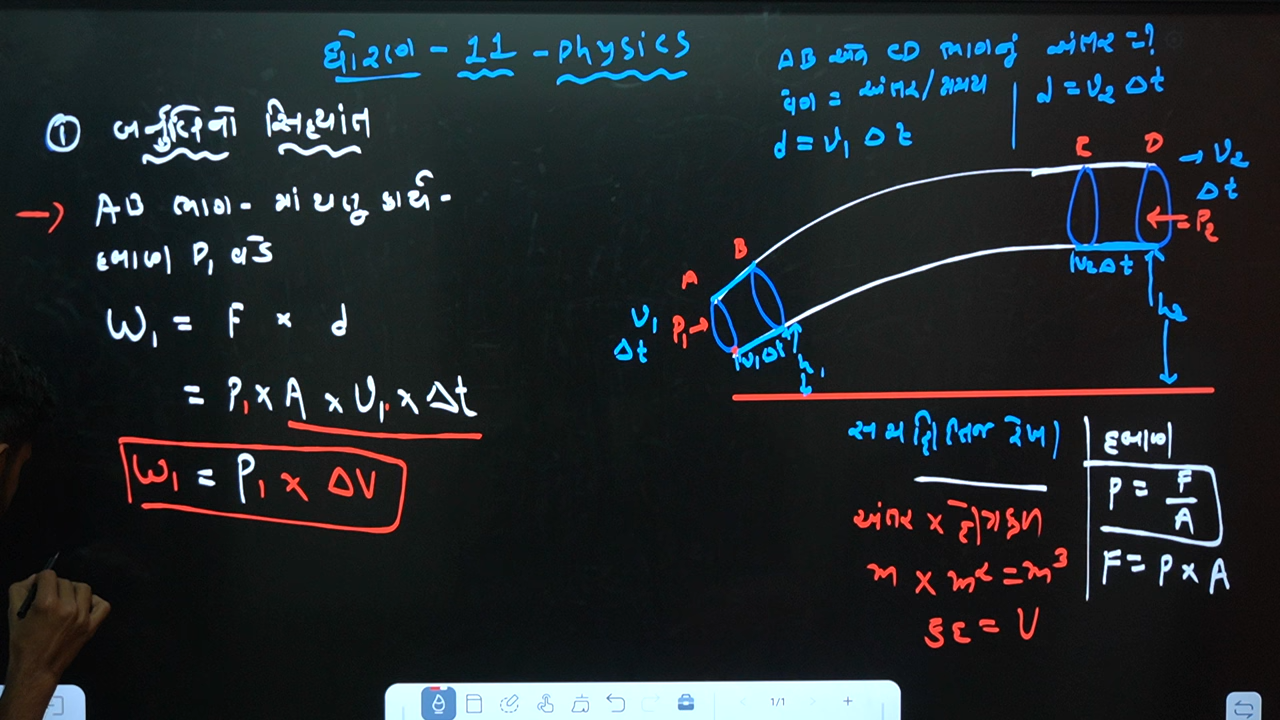 ધોરણ - 11 - Physics
① બર્નુલિનો સિદ્ધાંત
→ AB ભાગ - માં થતુ કાર્ય -
દબાણ P₁ વડે
W₁ = F × d
= P₁ × A × V₁ × Δt
W₁ = P₁ × ΔV
AB અને CD ભાગનું અંતર = ?
વેગ = અંતર/સમય
d = V₁ Δt
d = V₂ Δt
A
B
C
D
V₁
Δt
P₁ →
V₁Δt
h₁
→ V₂
Δt
← = P₂
V₂Δt
h₂
સમક્ષિતિજ રેખા
અંતર × ક્ષેત્રફળ
m × m² = m³
કદ = V
દબાણ
P = F/A
F = P × A
1/1